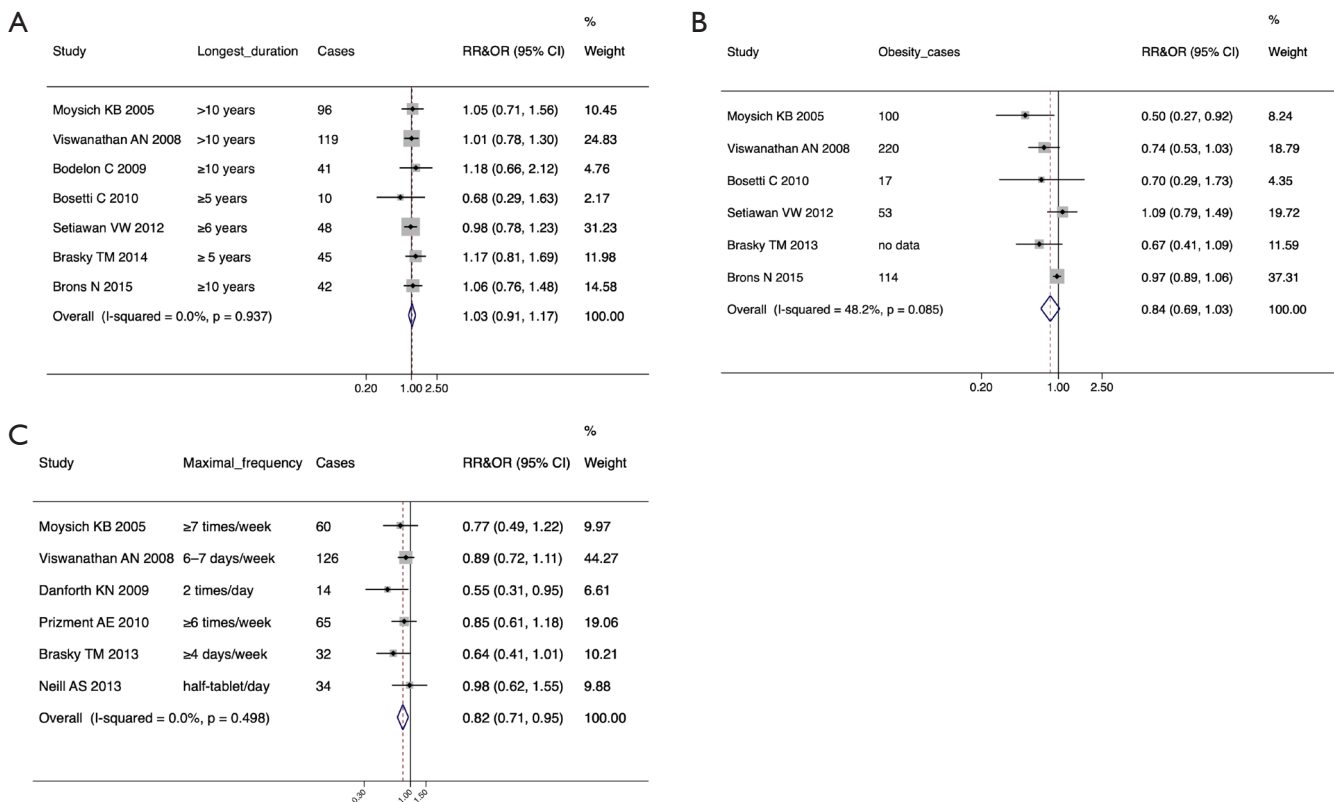 A
%
Study Longest_duration Cases RR&OR (95% CI) Weight
Moysich KB 2005 >10 years 96 1.05 (0.71, 1.56) 10.45
Viswanathan AN 2008 >10 years 119 1.01 (0.78, 1.30) 24.83
Bodelon C 2009 ≥10 years 41 1.18 (0.66, 2.12) 4.76
Bosetti C 2010 ≥5 years 10 0.68 (0.29, 1.63) 2.17
Setiawan VW 2012 ≥6 years 48 0.98 (0.78, 1.23) 31.23
Brasky TM 2014 ≥ 5 years 45 1.17 (0.81, 1.69) 11.98
Brons N 2015 ≥10 years 42 1.06 (0.76, 1.48) 14.58
Overall (I-squared = 0.0%, p = 0.937) 1.03 (0.91, 1.17) 100.00
0.20 1.00 2.50
B
%
Study Obesity_cases RR&OR (95% CI) Weight
Moysich KB 2005 100 0.50 (0.27, 0.92) 8.24
Viswanathan AN 2008 220 0.74 (0.53, 1.03) 18.79
Bosetti C 2010 17 0.70 (0.29, 1.73) 4.35
Setiawan VW 2012 53 1.09 (0.79, 1.49) 19.72
Brasky TM 2013 no data 0.67 (0.41, 1.09) 11.59
Brons N 2015 114 0.97 (0.89, 1.06) 37.31
Overall (I-squared = 48.2%, p = 0.085) 0.84 (0.69, 1.03) 100.00
0.20 1.00 2.50
C
%
Study Maximal_frequency Cases RR&OR (95% CI) Weight
Moysich KB 2005 ≥7 times/week 60 0.77 (0.49, 1.22) 9.97
Viswanathan AN 2008 6–7 days/week 126 0.89 (0.72, 1.11) 44.27
Danforth KN 2009 2 times/day 14 0.55 (0.31, 0.95) 6.61
Prizment AE 2010 ≥6 times/week 65 0.85 (0.61, 1.18) 19.06
Brasky TM 2013 ≥4 days/week 32 0.64 (0.41, 1.01) 10.21
Neill AS 2013 half-tablet/day 34 0.98 (0.62, 1.55) 9.88
Overall (I-squared = 0.0%, p = 0.498) 0.82 (0.71, 0.95) 100.00
0.30 1.00 1.50